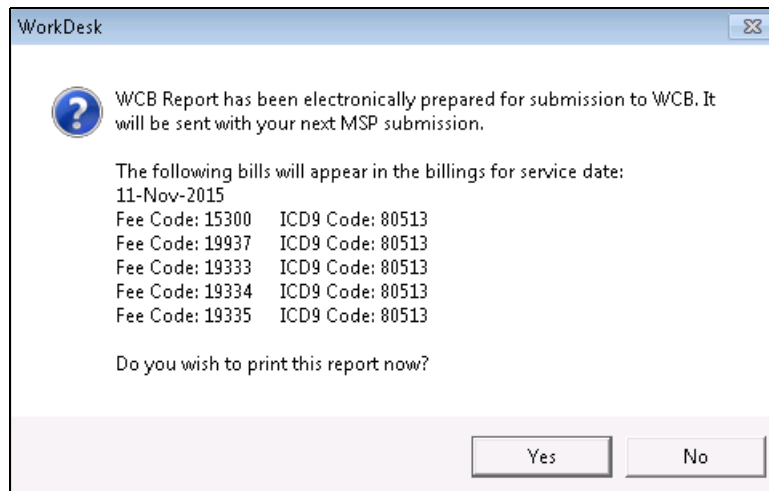 WorkDesk
WCB Report has been electronically prepared for submission to WCB. It
will be sent with your next MSP submission.
The following bills will appear in the billings for service date:
11-Nov-2015
Fee Code: 15300 ICD9 Code: 80513
Fee Code: 19937 ICD9 Code: 80513
Fee Code: 19333 ICD9 Code: 80513
Fee Code: 19334 ICD9 Code: 80513
Fee Code: 19335 ICD9 Code: 80513
Do you wish to print this report now?
Yes No